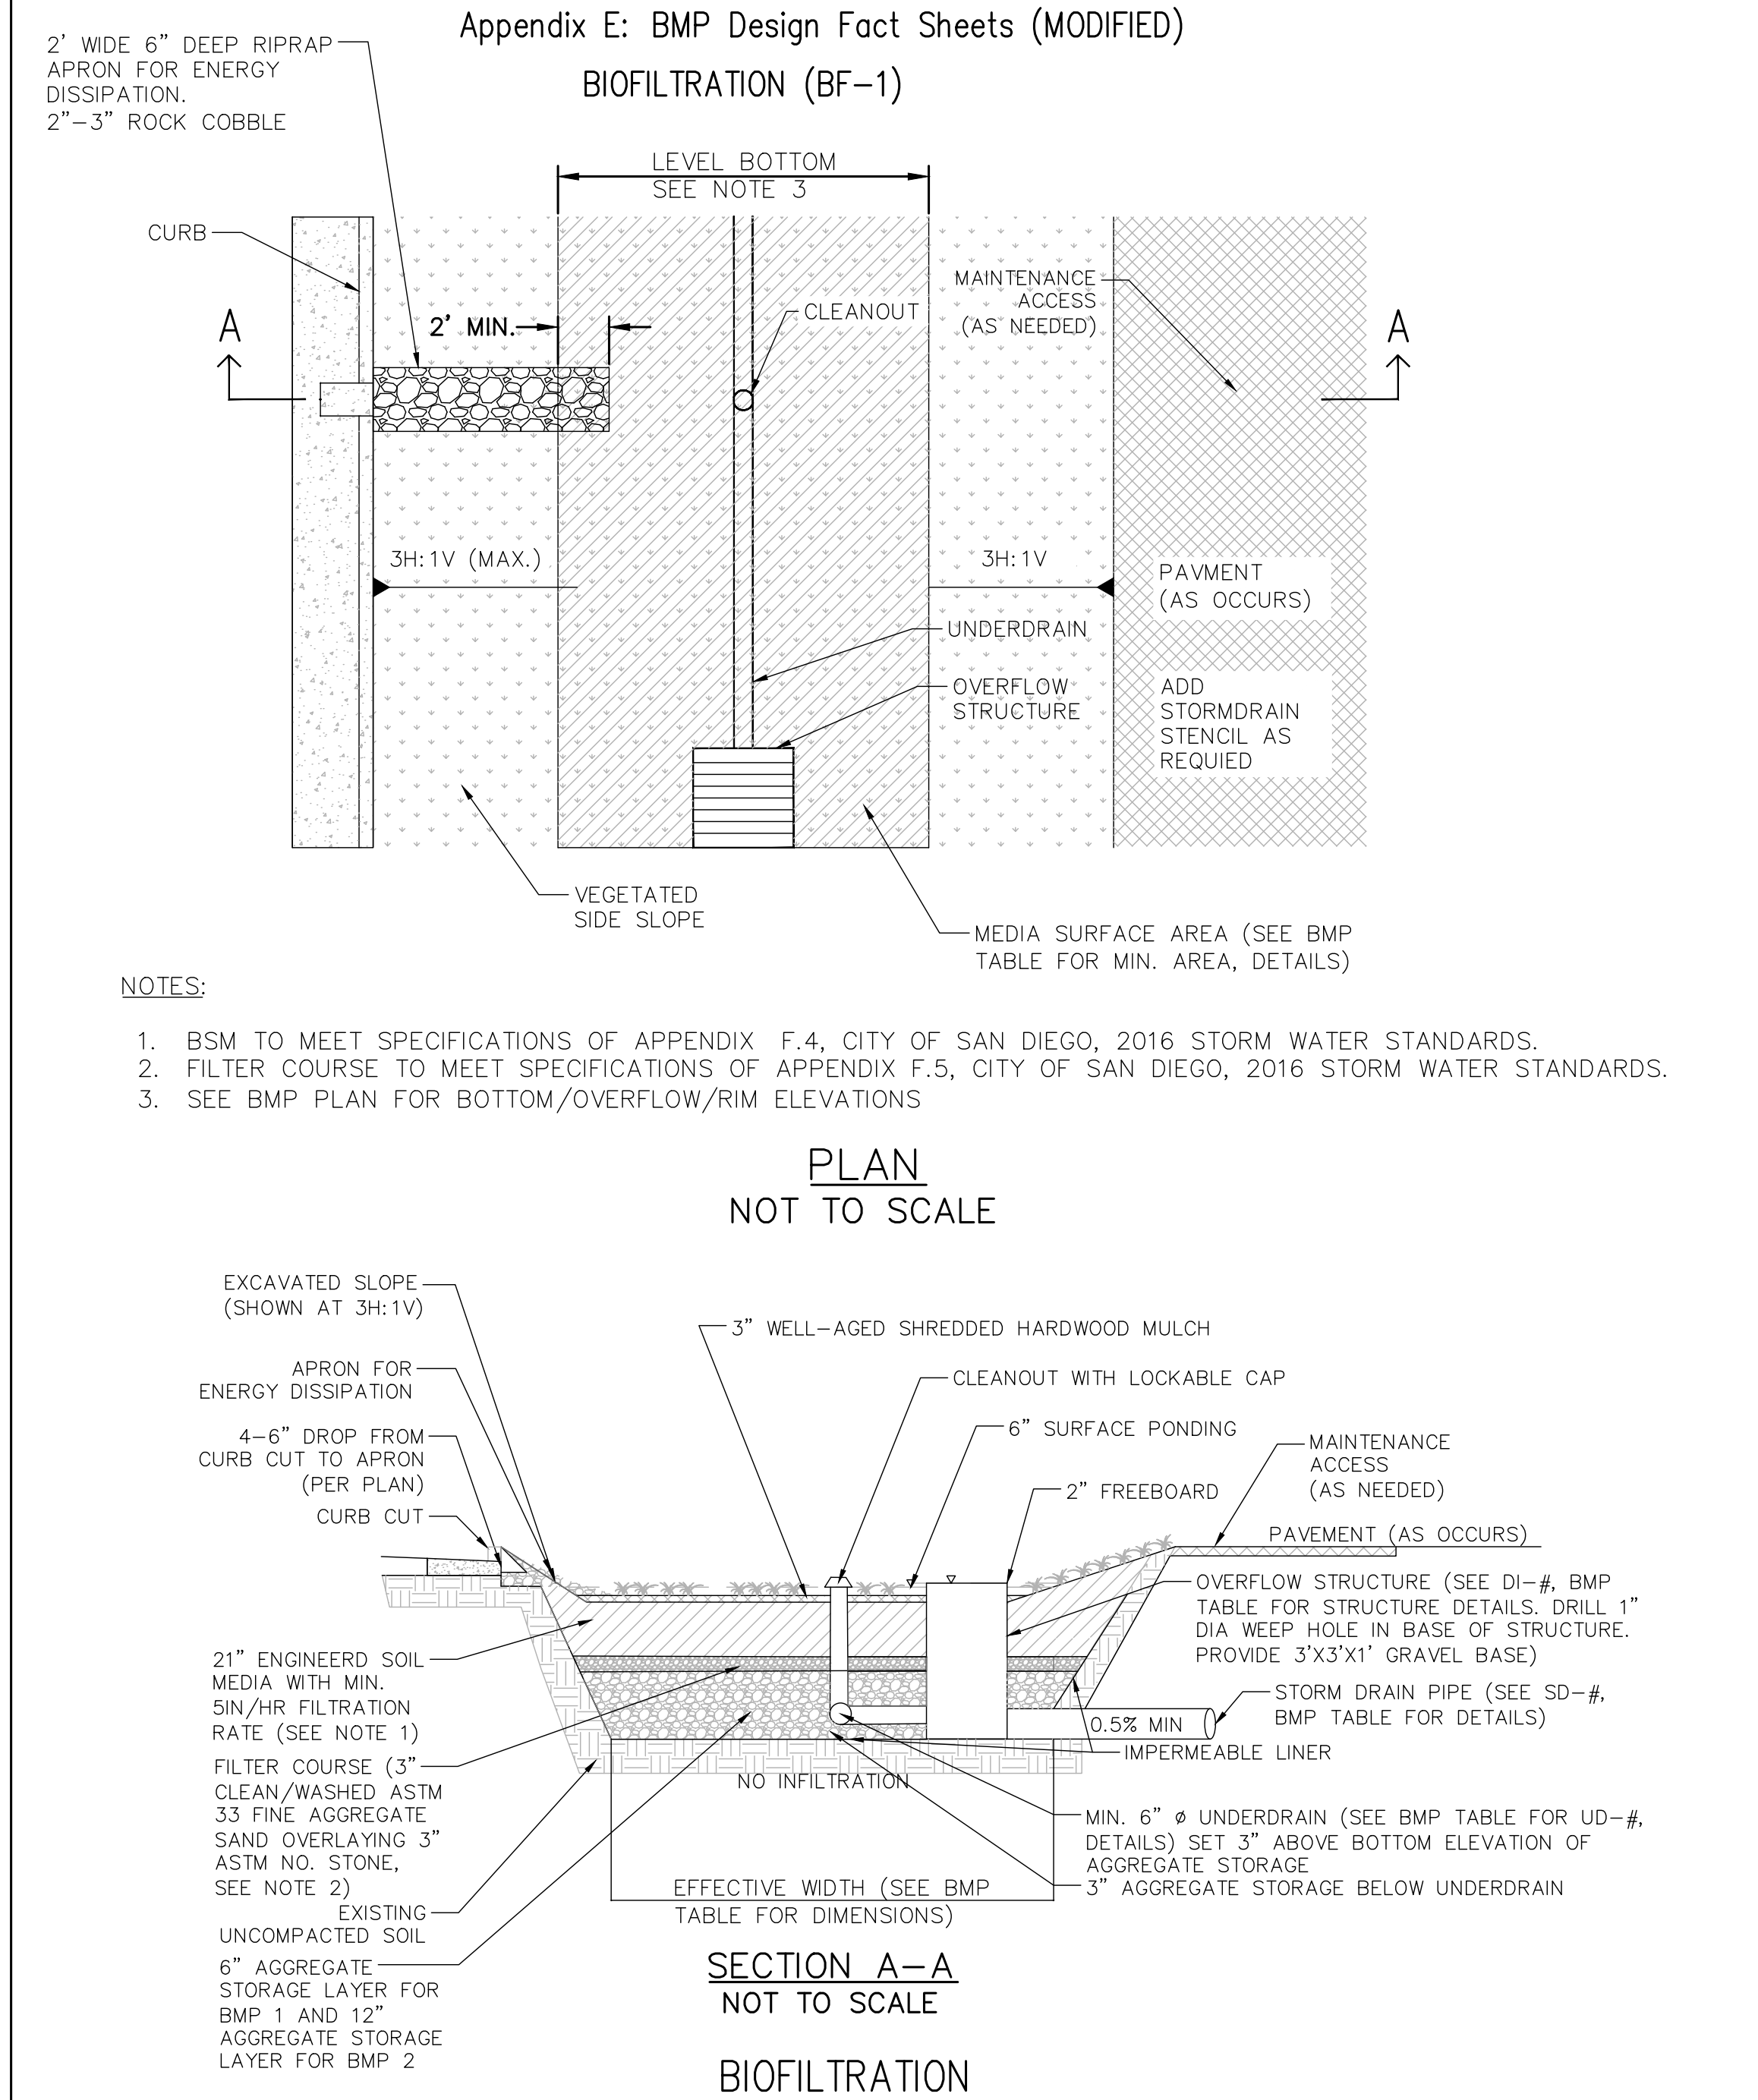 Appendix E: BMP Design Fact Sheets (MODIFIED)
BIOFILTRATION (BF-1)
2' WIDE 6" DEEP RIPRAP
APRON FOR ENERGY
DISSIPATION.
2"-3" ROCK COBBLE
LEVEL BOTTOM
SEE NOTE 3
CURB
A
2' MIN.
CLEANOUT
MAINTENANCE
ACCESS
(AS NEEDED)
A
3H:1V (MAX.)
3H:1V
PAVMENT
(AS OCCURS)
UNDERDRAIN
OVERFLOW
STRUCTURE
ADD
STORMDRAIN
STENCIL AS
REQUIED
VEGETATED
SIDE SLOPE
MEDIA SURFACE AREA (SEE BMP
TABLE FOR MIN. AREA, DETAILS)
NOTES:
1. BSM TO MEET SPECIFICATIONS OF APPENDIX F.4, CITY OF SAN DIEGO, 2016 STORM WATER STANDARDS.
2. FILTER COURSE TO MEET SPECIFICATIONS OF APPENDIX F.5, CITY OF SAN DIEGO, 2016 STORM WATER STANDARDS.
3. SEE BMP PLAN FOR BOTTOM/OVERFLOW/RIM ELEVATIONS
PLAN
NOT TO SCALE
EXCAVATED SLOPE
(SHOWN AT 3H:1V)
APRON FOR
ENERGY DISSIPATION
4-6" DROP FROM
CURB CUT TO APRON
(PER PLAN)
CURB CUT
3" WELL-AGED SHREDDED HARDWOOD MULCH
CLEANOUT WITH LOCKABLE CAP
6" SURFACE PONDING
2" FREEBOARD
MAINTENANCE
ACCESS
(AS NEEDED)
PAVEMENT (AS OCCURS)
OVERFLOW STRUCTURE (SEE DI-#, BMP
TABLE FOR STRUCTURE DETAILS. DRILL 1"
DIA WEEP HOLE IN BASE OF STRUCTURE.
PROVIDE 3'X3'X1' GRAVEL BASE)
STORM DRAIN PIPE (SEE SD-#,
BMP TABLE FOR DETAILS)
0.5% MIN
IMPERMEABLE LINER
21" ENGINEERD SOIL
MEDIA WITH MIN.
5IN/HR FILTRATION
RATE (SEE NOTE 1)
FILTER COURSE (3"
CLEAN/WASHED ASTM
33 FINE AGGREGATE
SAND OVERLAYING 3"
ASTM NO. STONE,
SEE NOTE 2)
EXISTING
UNCOMPACTED SOIL
6" AGGREGATE
STORAGE LAYER FOR
BMP 1 AND 12"
AGGREGATE STORAGE
LAYER FOR BMP 2
NO INFILTRATION
MIN. 6" ø UNDERDRAIN (SEE BMP TABLE FOR UD-#,
DETAILS) SET 3" ABOVE BOTTOM ELEVATION OF
AGGREGATE STORAGE
3" AGGREGATE STORAGE BELOW UNDERDRAIN
EFFECTIVE WIDTH (SEE BMP
TABLE FOR DIMENSIONS)
SECTION A-A
NOT TO SCALE
BIOFILTRATION